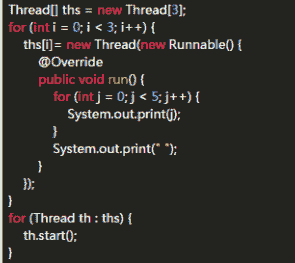 Thread[] ths = new Thread[3];
for (int i = 0; i < 3; i++) {
ths[i]= new Thread(new Runnable() {
@Override
public void run() {
for (int j = 0; j < 5; j++) {
System.out.print(j);
}
System.out.print(" ");
}
});
}
for (Thread th : ths) {
th.start();
}